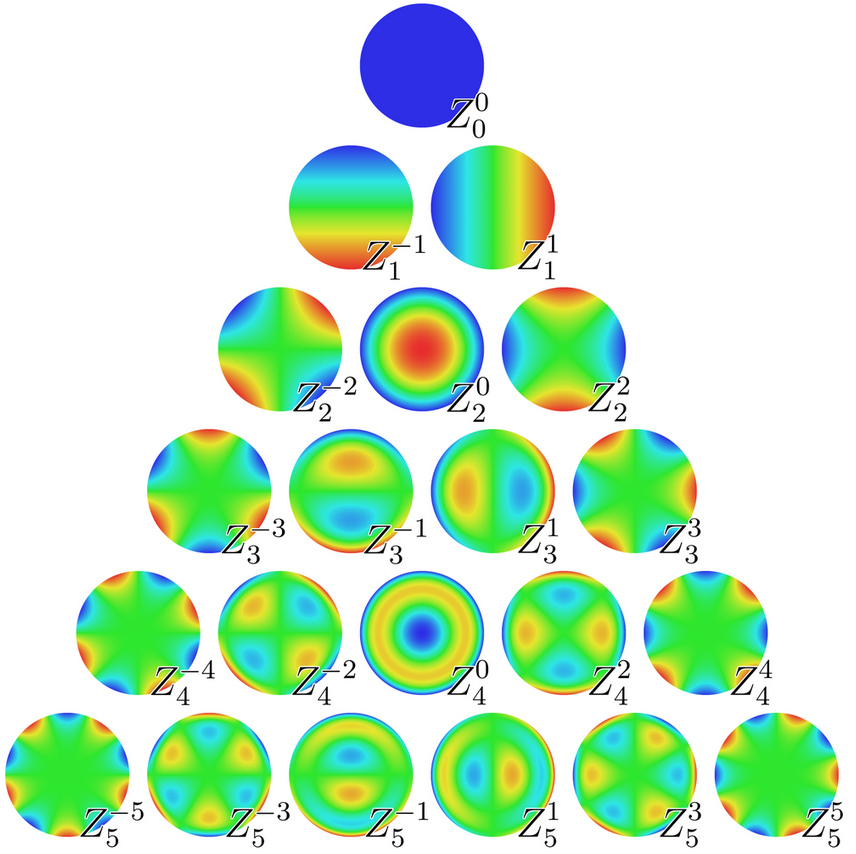 Z_0^0
Z_1^{-1} Z_1^1
Z_2^{-2} Z_2^0 Z_2^2
Z_3^{-3} Z_3^{-1} Z_3^1 Z_3^3
Z_4^{-4} Z_4^{-2} Z_4^0 Z_4^2 Z_4^4
Z_5^{-5} Z_5^{-3} Z_5^{-1} Z_5^1 Z_5^3 Z_5^5